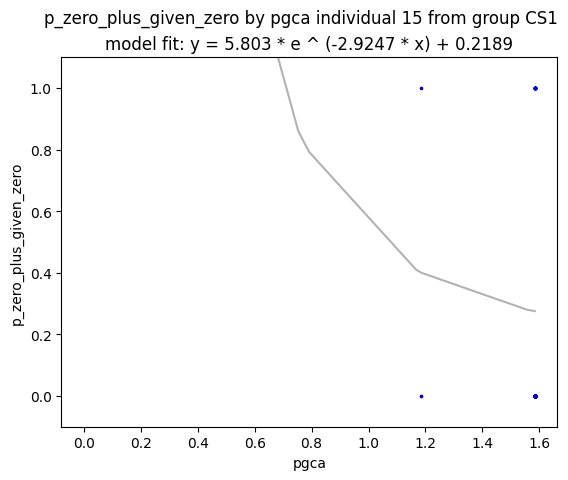 p_zero_plus_given_zero by pgca individual 15 from group CS1
model fit: y = 5.803 * e ^ (-2.9247 * x) + 0.2189
1.0
0.8
0.6
0.4
0.2
0.0
p_zero_plus_given_zero
0.0 0.2 0.4 0.6 0.8 1.0 1.2 1.4 1.6
pgca